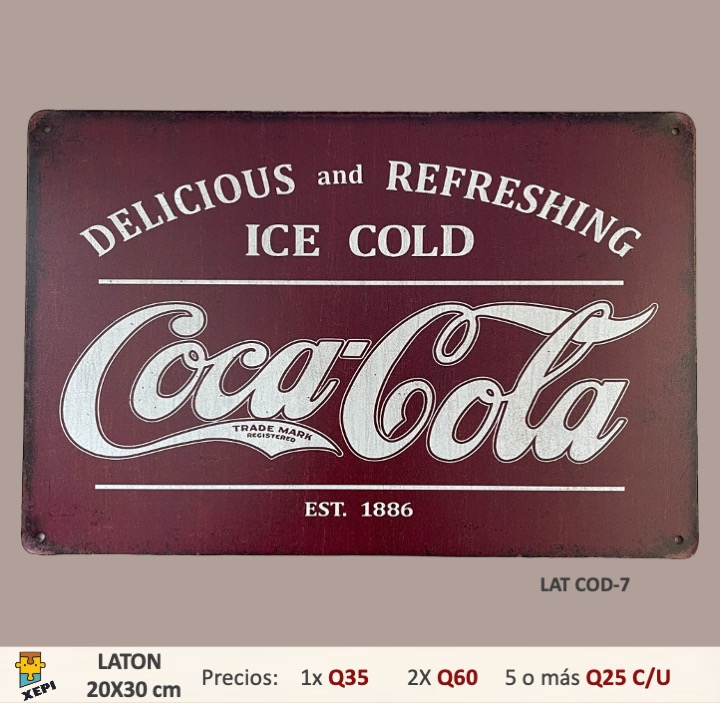 DELICIOUS and REFRESHING
ICE COLD
Coca-Cola
TRADE MARK
REGISTERED
EST. 1886
LAT COD-7
XEPI
LATON
20X30 cm
Precios: 1x Q35 2X Q60 5 o más Q25 C/U